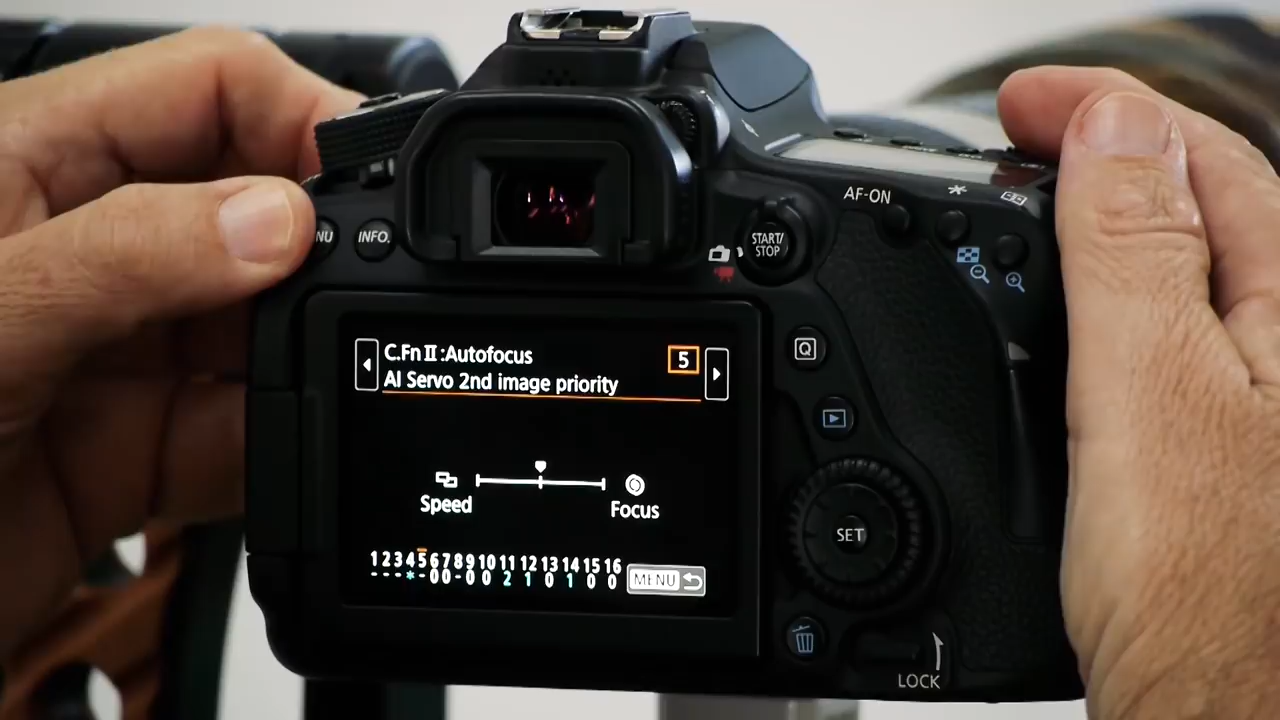 AF-ON
NU
INFO.
START/
STOP
Q
C.Fn II :Autofocus
5
AI Servo 2nd image priority
Speed
Focus
SET
1 2 3 4 5 6 7 8 9 10 11 12 13 14 15 16
- - - * - 0 0 - 0 0 2 1 0 1 0 0
MENU
LOCK